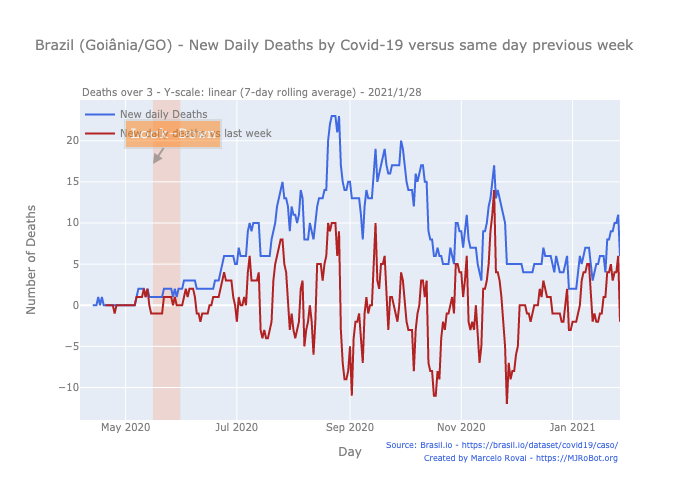 Brazil (Goiânia/GO) - New Daily Deaths by Covid-19 versus same day previous week
Deaths over 3 - Y-scale: linear (7-day rolling average) - 2021/1/28
New daily Deaths
New daily deaths vs last week
Lock-Down
20
15
10
5
0
−5
−10
Number of Deaths
May 2020
Jul 2020
Sep 2020
Nov 2020
Jan 2021
Day
Source: Brasil.io - https://brasil.io/dataset/covid19/caso/
Created by Marcelo Rovai - https://MJRoBot.org